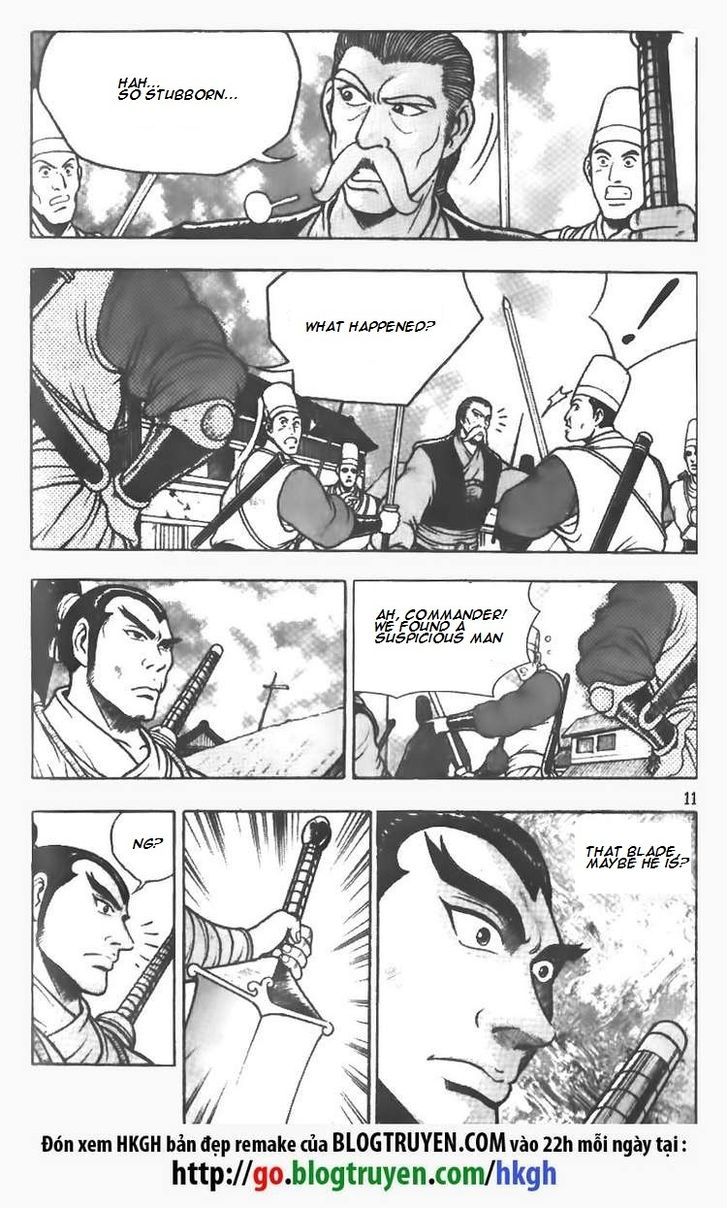 HAH...
SO STUBBORN...
WHAT HAPPENED?
!
AH, COMMANDER!
WE FOUND A
SUSPICIOUS MAN
11
NG?
THAT BLADE,
MAYBE HE IS?
Đón xem HKGH bản đẹp remake của BLOGTRUYEN.COM vào 22h mỗi ngày tại :
http://go.blogtruyen.com/hkgh